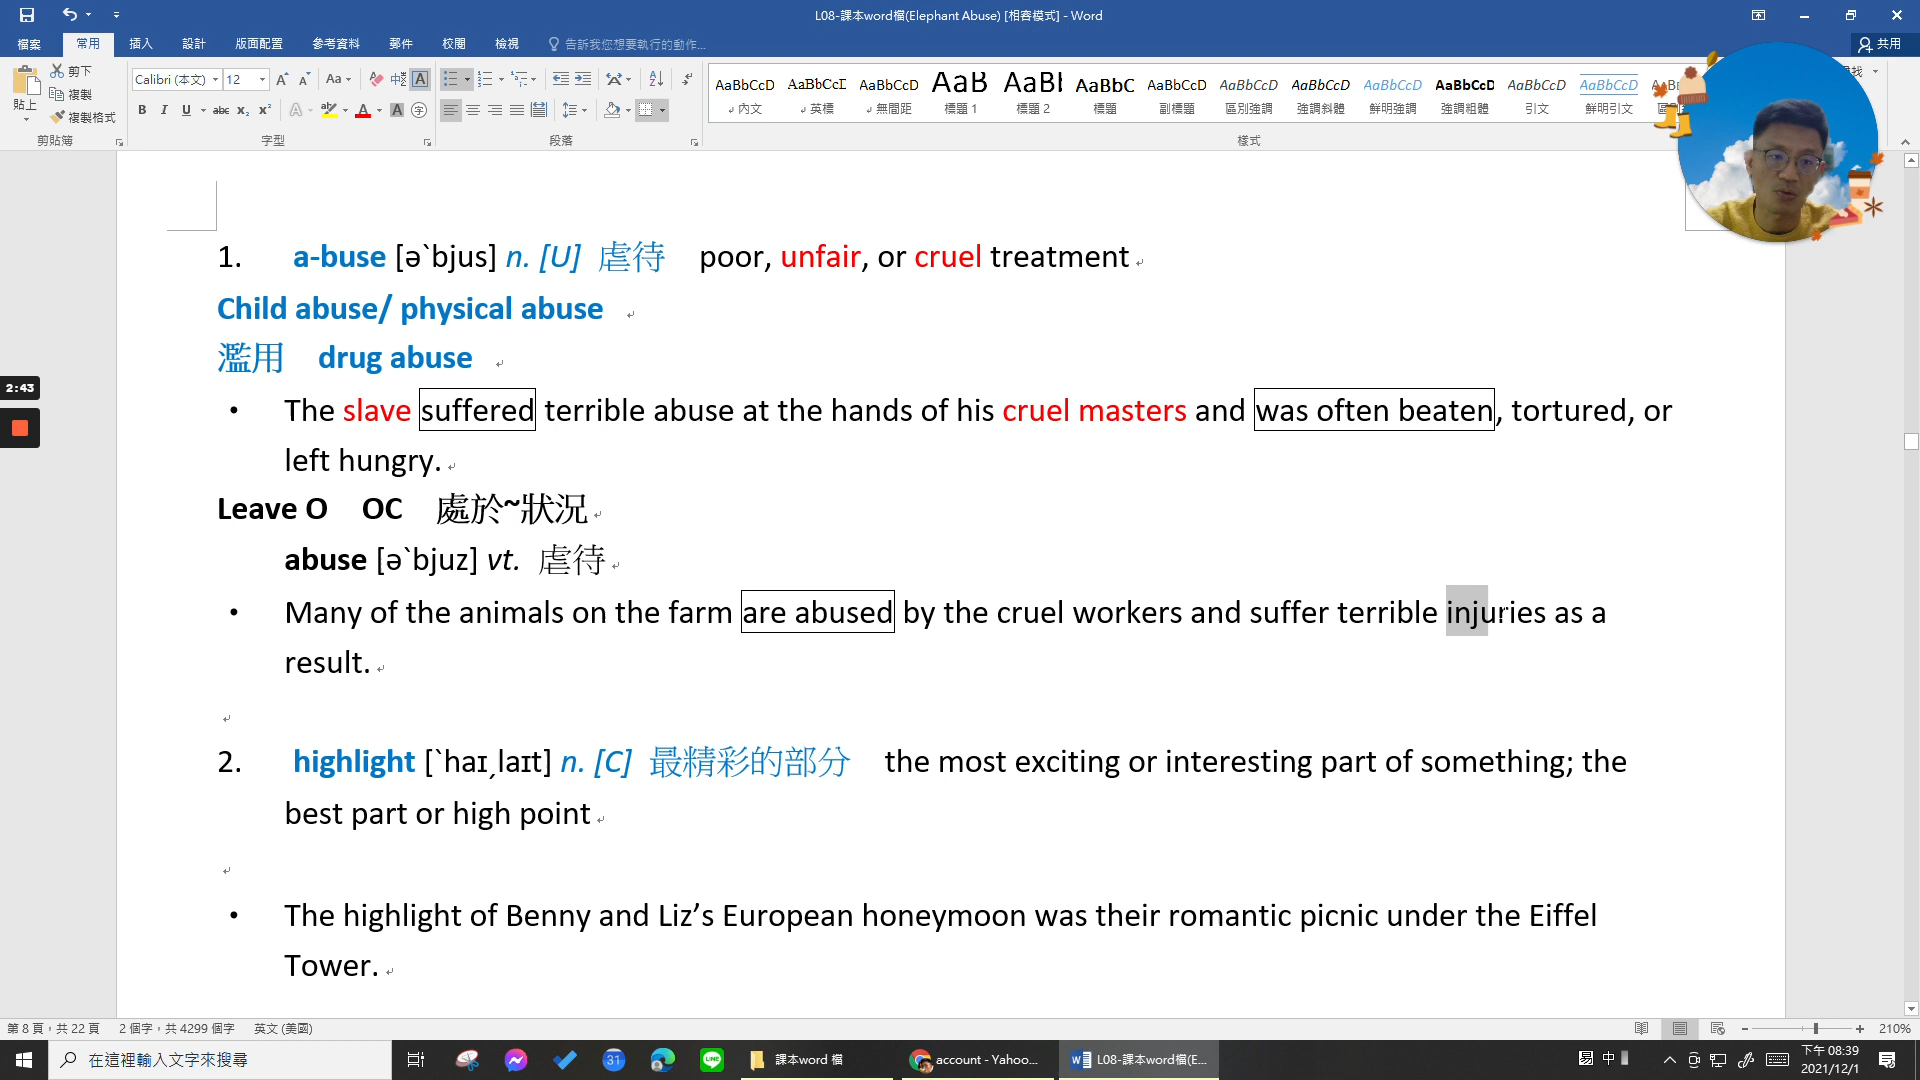 L08-課本word檔(Elephant Abuse) [相容模式] - Word
檔案 常用 插入 設計 版面配置 參考資料 郵件 校閱 檢視 告訴我您想要執行的動作... 共用
貼上 剪下 複製 複製格式
Calibri (本文) 12
剪貼簿 字型 段落 樣式
AaBbCcD AaBbCcD AaBbCcD AaB AaBb AaBbC AaBbCcD AaBbCcD AaBbCcD AaBbCcD AaBbCcD AaBbCcD AaBbCcD
內文 英標 無間距 標題 1 標題 2 標題 副標題 區別強調 強調斜體 鮮明強調 強調粗體 引文 鮮明引文
2:43
1. a-buse [əˋbjus] n. [U] 虐待 poor, unfair, or cruel treatment
Child abuse/ physical abuse
濫用 drug abuse
• The slave suffered terrible abuse at the hands of his cruel masters and was often beaten, tortured, or
left hungry.
Leave O OC 處於~狀況
abuse [əˋbjuz] vt. 虐待
• Many of the animals on the farm are abused by the cruel workers and suffer terrible injuries as a
result.
2. highlight [ˋhaɪˏlaɪt] n. [C] 最精彩的部分 the most exciting or interesting part of something; the
best part or high point
• The highlight of Benny and Liz’s European honeymoon was their romantic picnic under the Eiffel
Tower.
第 8 頁，共 22 頁 2 個字，共 4299 個字 英文 (美國) 210%
在這裡輸入文字來搜尋 31 LINE 課本word 檔 account - Yahoo... L08-課本word檔(E... 中 下午 08:39
2021/12/1